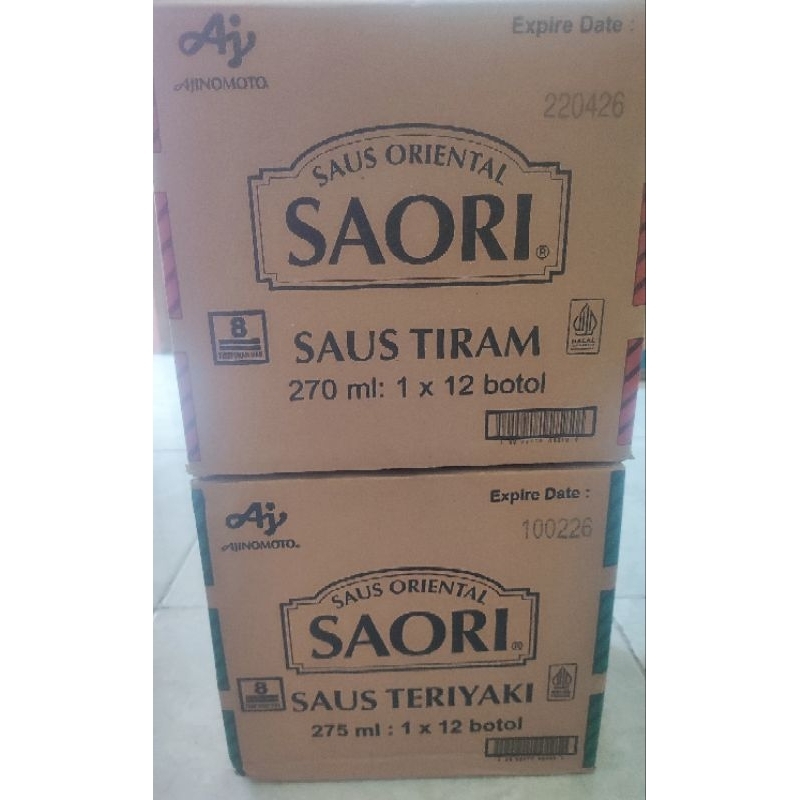 Aj
AJINOMOTO
Expire Date :
220426
SAUS ORIENTAL
SAORI ®
8
SAUS TIRAM
HALAL
270 ml: 1 x 12 botol
Expire Date :
Aj
AJINOMOTO.
100226
SAUS ORIENTAL
SAORI ®
8
SAUS TERIYAKI
275 ml : 1 x 12 botol